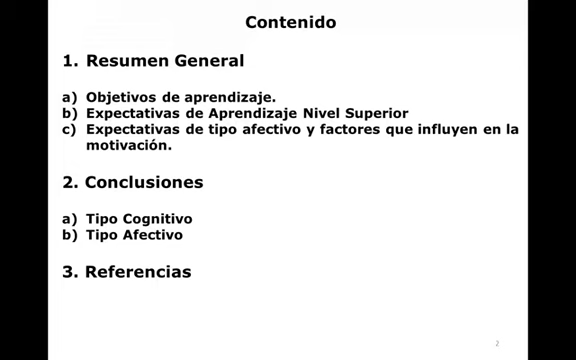 Contenido
1. Resumen General
a) Objetivos de aprendizaje.
b) Expectativas de Aprendizaje Nivel Superior
c) Expectativas de tipo afectivo y factores que influyen en la
motivación.
2. Conclusiones
a) Tipo Cognitivo
b) Tipo Afectivo
3. Referencias
2